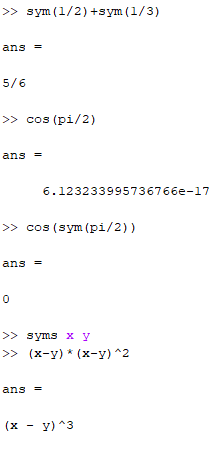 >> sym(1/2)+sym(1/3)
ans =
5/6
>> cos(pi/2)
ans =
6.123233995736766e-17
>> cos(sym(pi/2))
ans =
0
>> syms x y
>> (x-y)*(x-y)^2
ans =
(x - y)^3